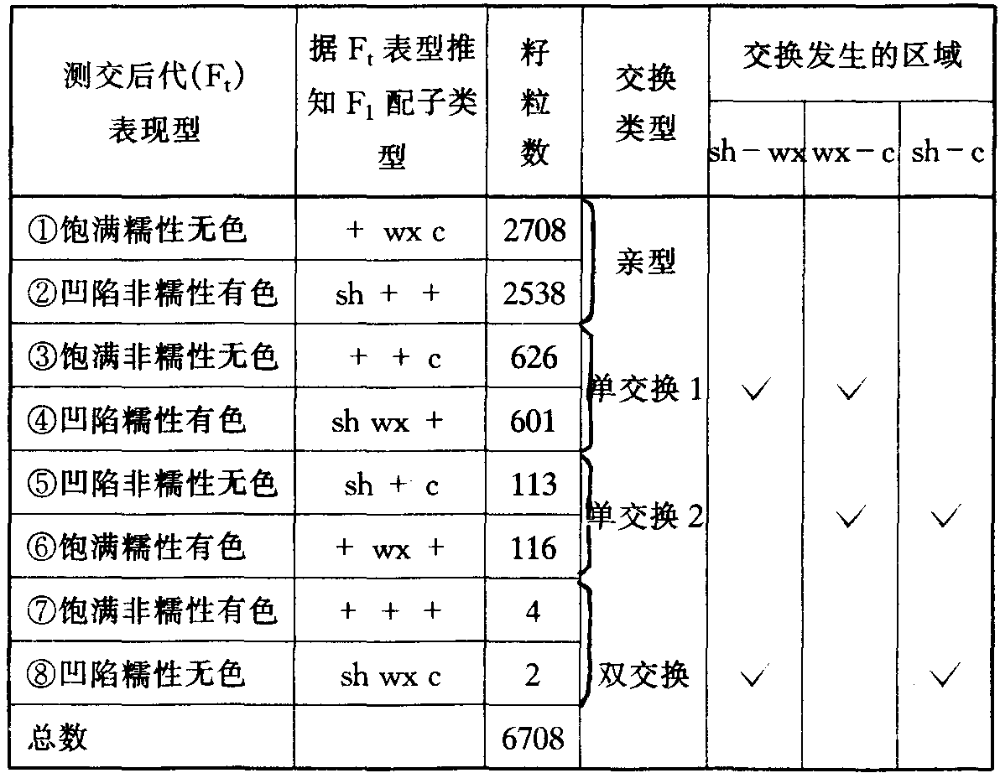 测交后代(Ft)
表现型
据 Ft 表型推
知 F1 配子类
型
籽
粒
数
交换
类型
交换发生的区域
sh－wx
wx－c
sh－c
①饱满糯性无色 + wx c 2708
亲型
②凹陷非糯性有色 sh + + 2538
③饱满非糯性无色 + + c 626
单交换 1 ✓ ✓
④凹陷糯性有色 sh wx + 601
⑤凹陷非糯性无色 sh + c 113
单交换 2 ✓ ✓
⑥饱满糯性有色 + wx + 116
⑦饱满非糯性有色 + + + 4
⑧凹陷糯性无色 sh wx c 2 双交换 ✓ ✓
总数 6708